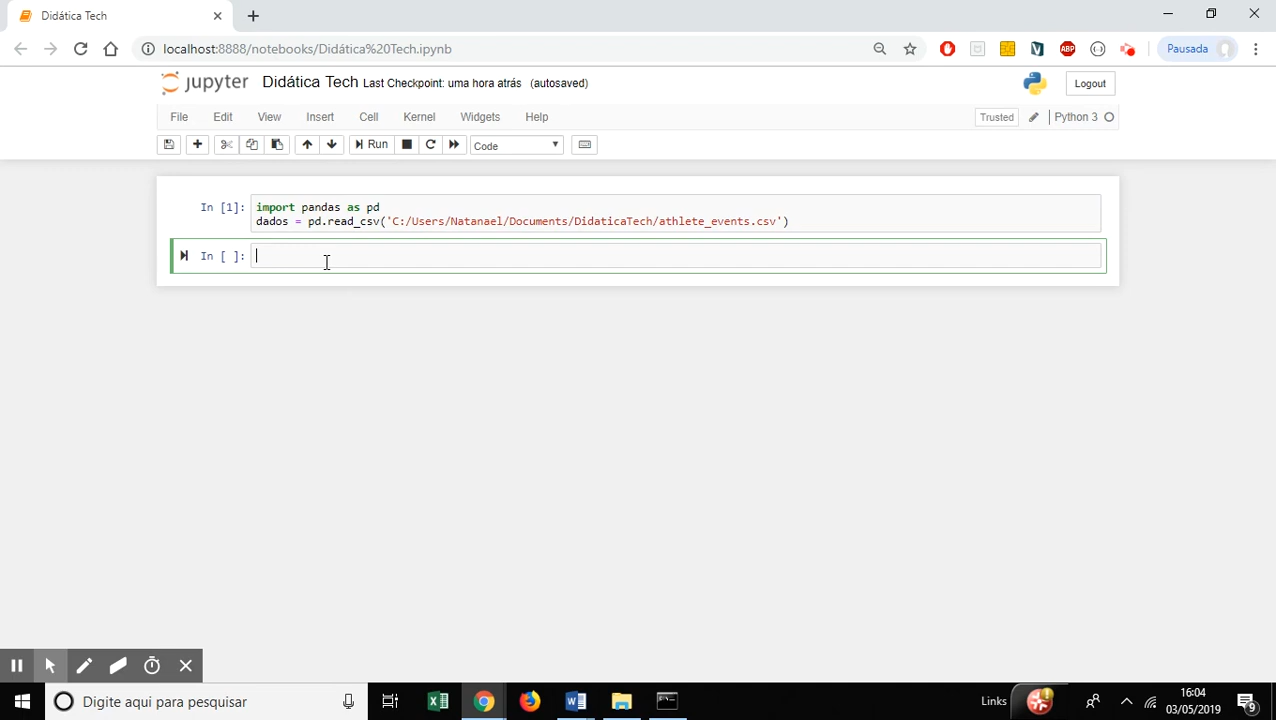 Didática Tech
localhost:8888/notebooks/Didática%20Tech.ipynb
ABP
Pausada
jupyter Didática Tech Last Checkpoint: uma hora atrás (autosaved)
Logout
File Edit View Insert Cell Kernel Widgets Help
Trusted Python 3
Run Code
In [1]: import pandas as pd
dados = pd.read_csv('C:/Users/Natanael/Documents/DidaticaTech/athlete_events.csv')
In [ ]:
Digite aqui para pesquisar
Links
16:04
03/05/2019
9